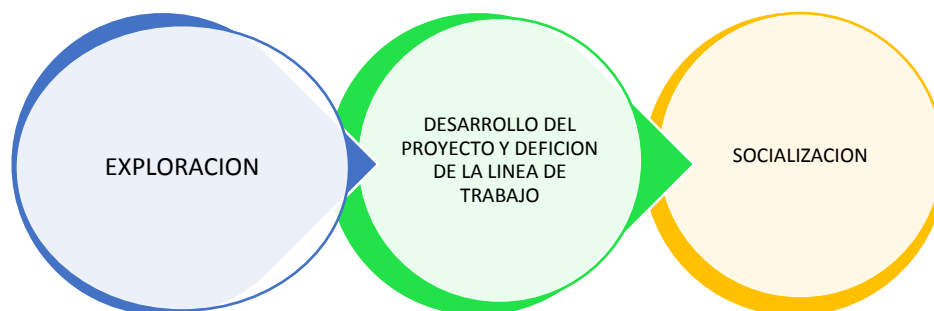 EXPLORACION
DESARROLLO DEL
PROYECTO Y DEFICION
DE LA LINEA DE
TRABAJO
SOCIALIZACION